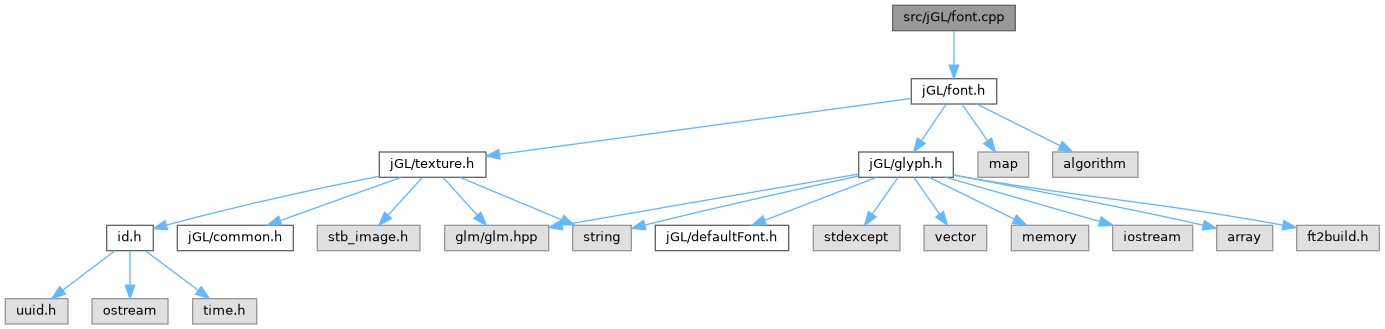 src/jGL/font.cpp
jGL/font.h
jGL/texture.h
jGL/glyph.h
map
algorithm
id.h
jGL/common.h
stb_image.h
glm/glm.hpp
string
jGL/defaultFont.h
stdexcept
vector
memory
iostream
array
ft2build.h
uuid.h
ostream
time.h